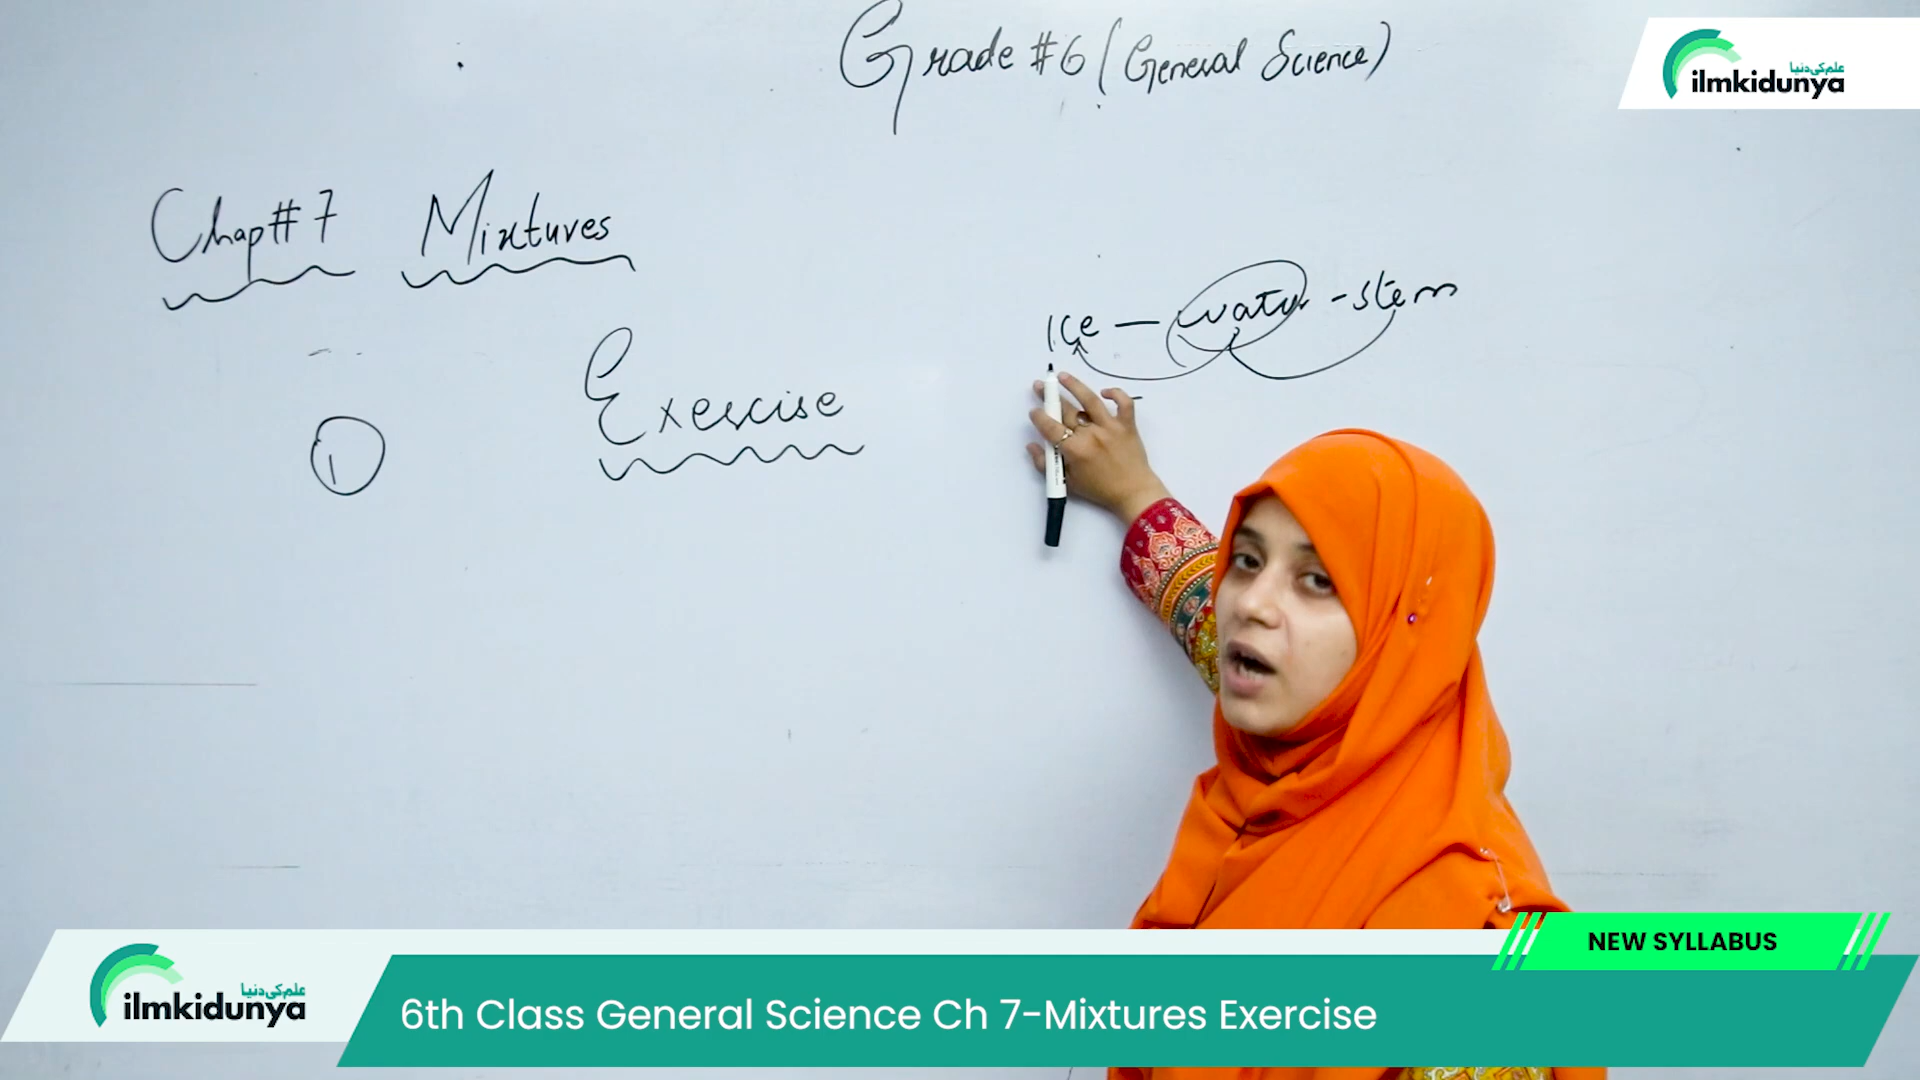 Grade #6 (General Science)
علم کی دنیا
ilmkidunya
Chap# 7 Mixtures
Ice - water - stem
Exercise
1
NEW SYLLABUS
علم کی دنیا
ilmkidunya
6th Class General Science Ch 7-Mixtures Exercise